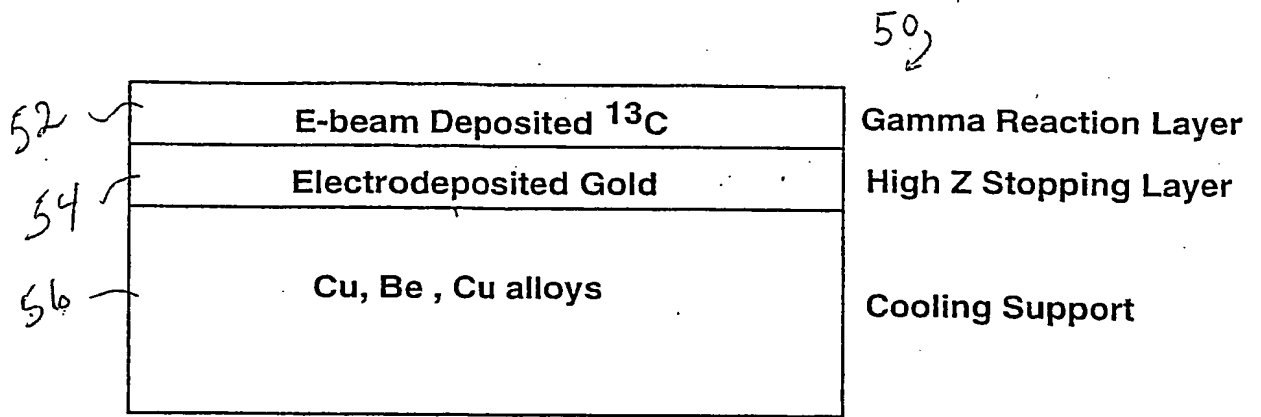 50
52 E-beam Deposited ¹³C Gamma Reaction Layer
54 Electrodeposited Gold High Z Stopping Layer
56 Cu, Be , Cu alloys Cooling Support